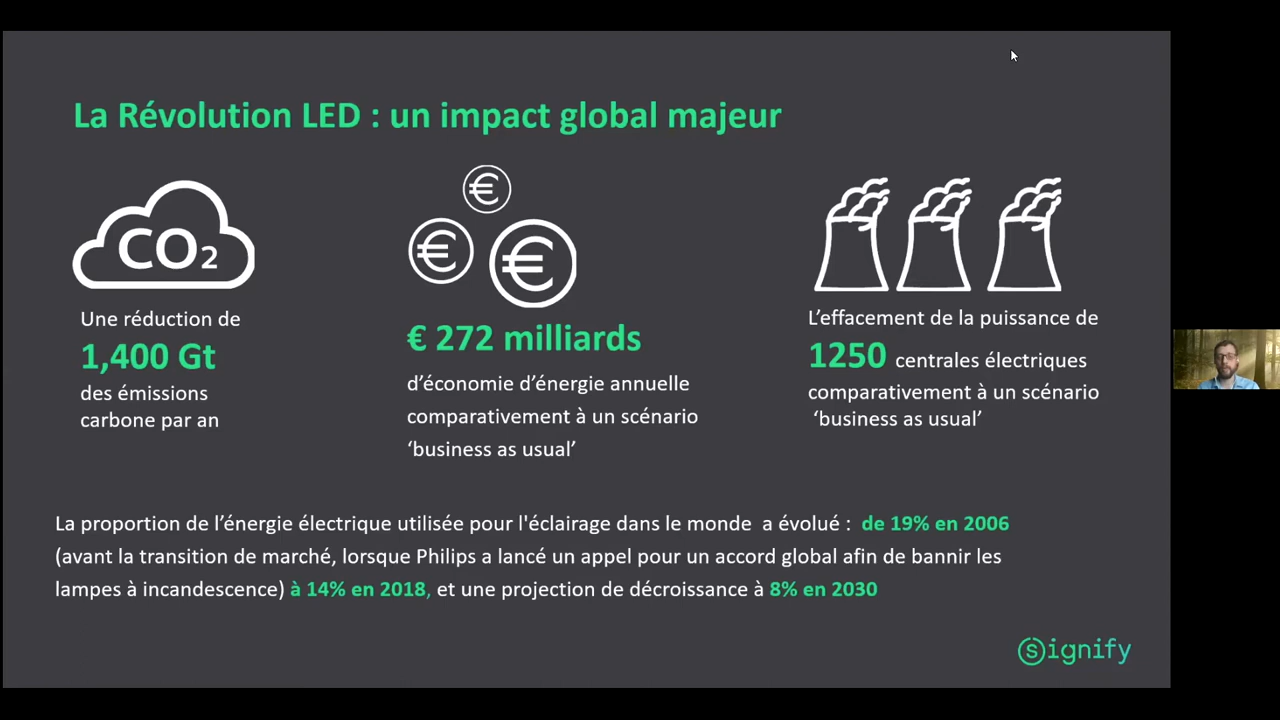 La Révolution LED : un impact global majeur
CO2
Une réduction de
1,400 Gt
des émissions
carbone par an
€
€
€
€ 272 milliards
d’économie d’énergie annuelle
comparativement à un scénario
‘business as usual’
L’effacement de la puissance de
1250 centrales électriques
comparativement à un scénario
‘business as usual’
La proportion de l’énergie électrique utilisée pour l'éclairage dans le monde a évolué : de 19% en 2006
(avant la transition de marché, lorsque Philips a lancé un appel pour un accord global afin de bannir les
lampes à incandescence) à 14% en 2018, et une projection de décroissance à 8% en 2030
signify